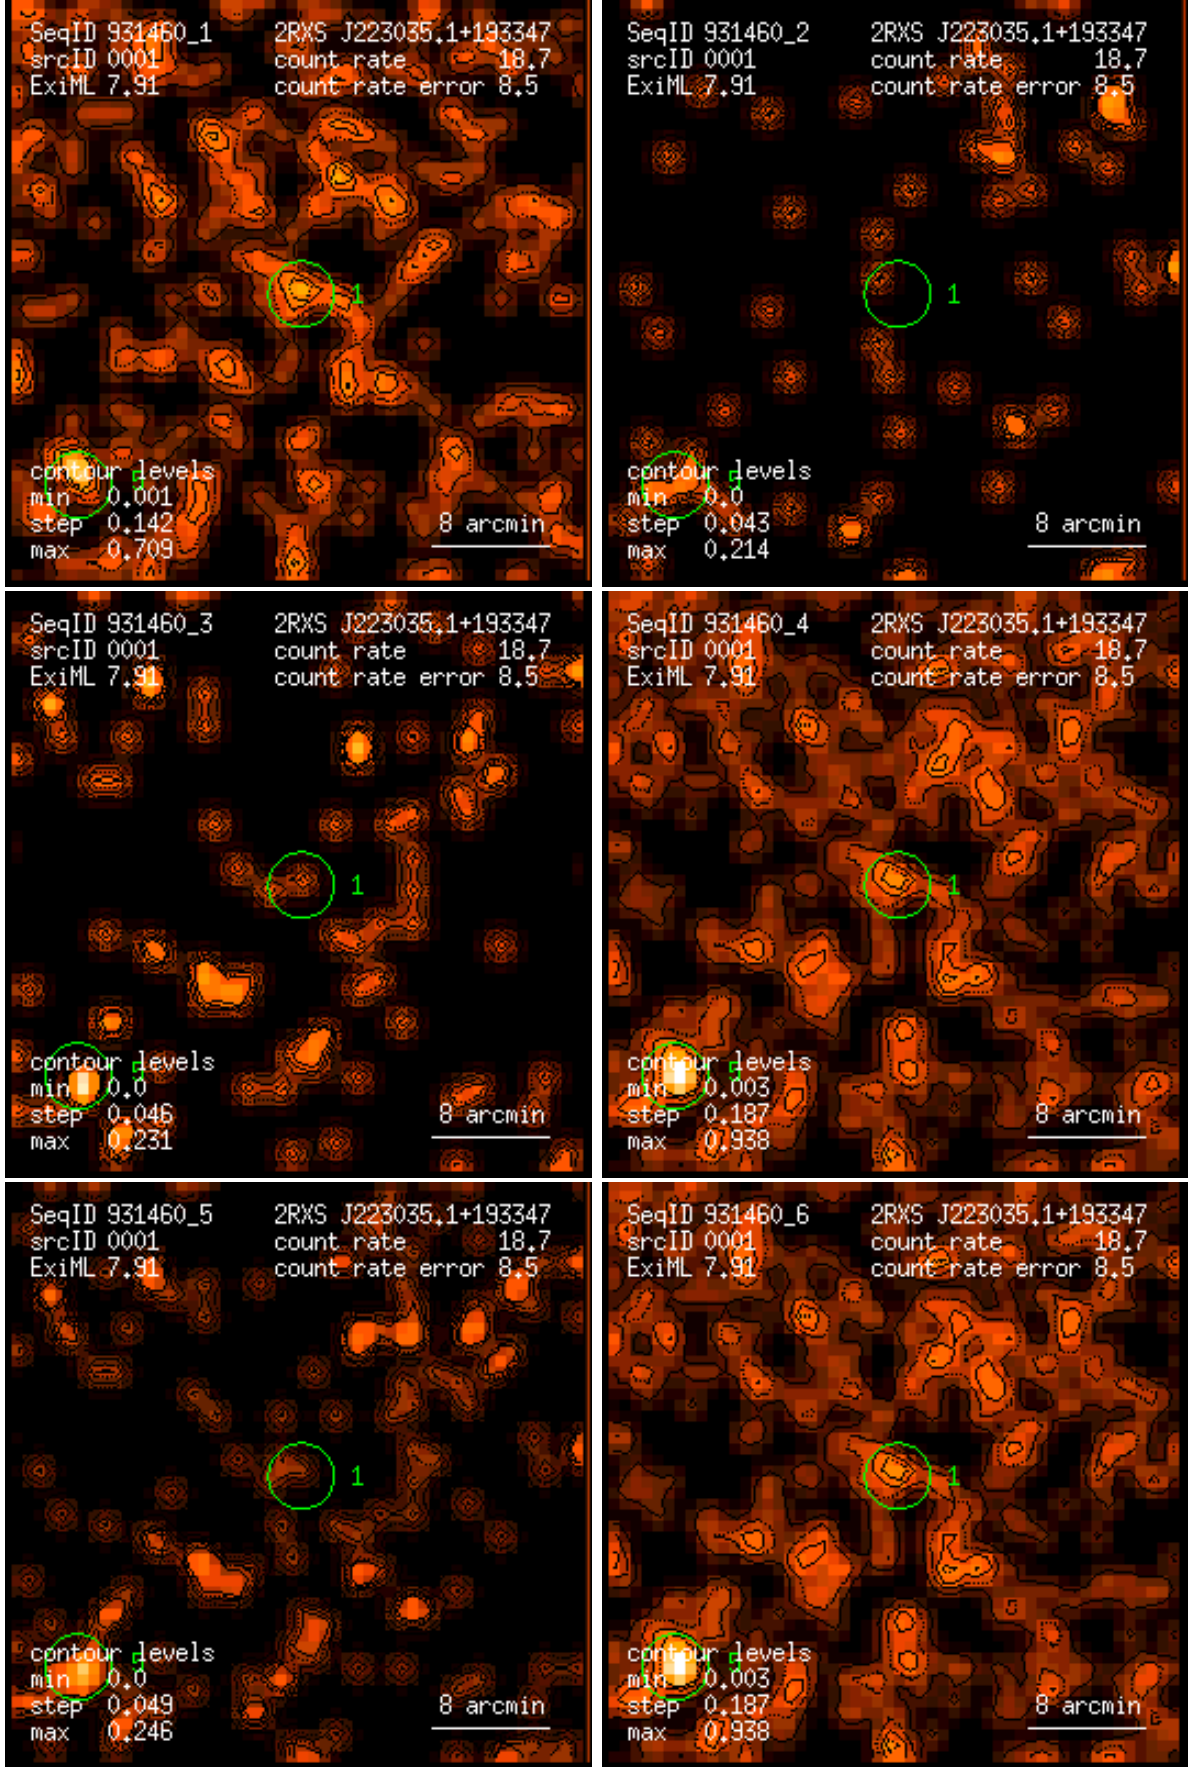 SeqID 931460_1 2RXS J223035.1+193347
srcID 0001 count rate 18.7
ExiML 7.91 count rate error 8.5
1
contour levels
min 0.001
step 0.142 8 arcmin
max 0.709
SeqID 931460_2 2RXS J223035.1+193347
srcID 0001 count rate 18.7
ExiML 7.91 count rate error 8.5
1
contour levels
min 0.0
step 0.043 8 arcmin
max 0.214
SeqID 931460_3 2RXS J223035.1+193347
srcID 0001 count rate 18.7
ExiML 7.91 count rate error 8.5
1
contour levels
min 0.0
step 0.046 8 arcmin
max 0.231
SeqID 931460_4 2RXS J223035.1+193347
srcID 0001 count rate 18.7
ExiML 7.91 count rate error 8.5
1
contour levels
min 0.003
step 0.187 8 arcmin
max 0.938
SeqID 931460_5 2RXS J223035.1+193347
srcID 0001 count rate 18.7
ExiML 7.91 count rate error 8.5
1
contour levels
min 0.0
step 0.049 8 arcmin
max 0.246
SeqID 931460_6 2RXS J223035.1+193347
srcID 0001 count rate 18.7
ExiML 7.91 count rate error 8.5
1
contour levels
min 0.003
step 0.187 8 arcmin
max 0.938